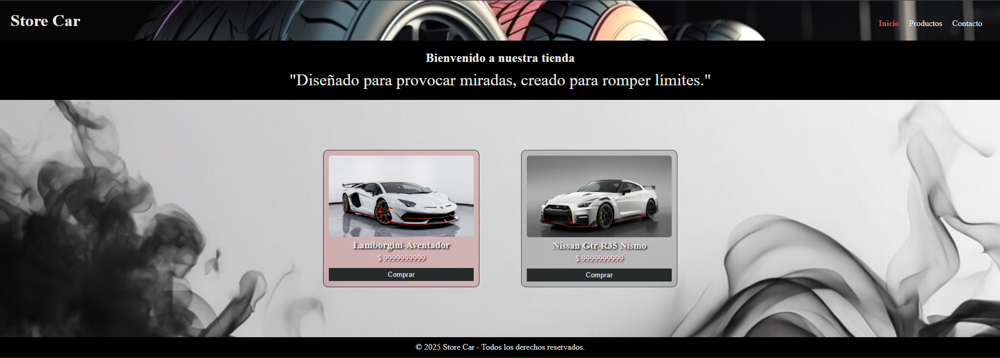 Store Car
Inicio Productos Contacto
Bienvenido a nuestra tienda
"Diseñado para provocar miradas, creado para romper límites."
Lamborgini-Aventador
$ 9999999999
Comprar
Nissan Gtr-R35 Nismo
$ 9999999999
Comprar
© 2025 Store Car - Todos los derechos reservados.